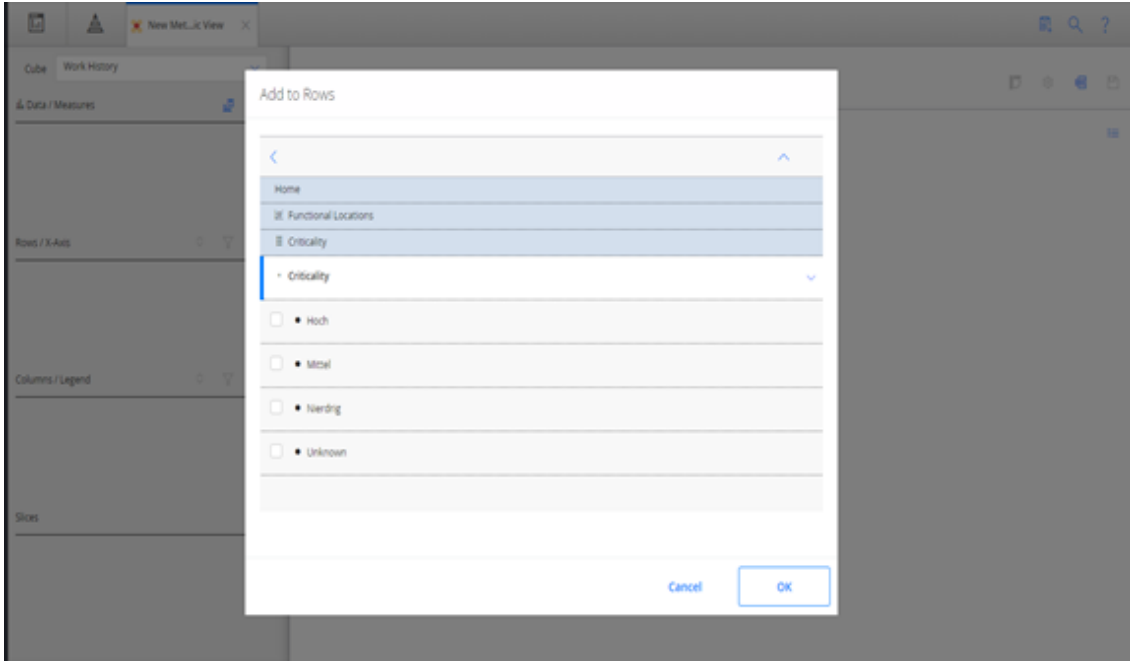 New Met...ic View
Cube Work History
Data / Measures
Rows / X-Axis
Columns / Legend
Slices
Add to Rows
Home
Functional Locations
Criticality
Criticality
Hoch
Mittel
Nierdrig
Unknown
Cancel OK